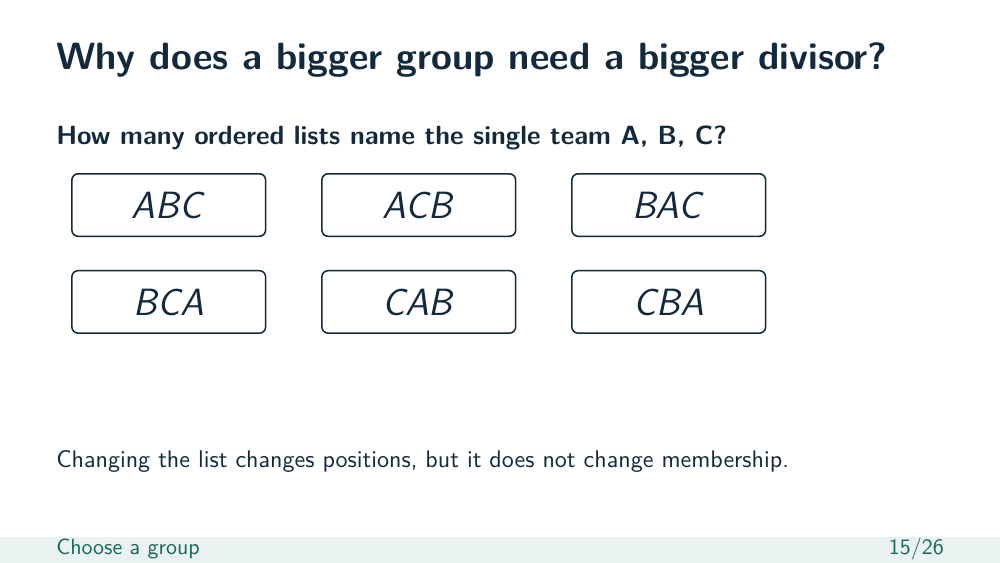 Why does a bigger group need a bigger divisor?
How many ordered lists name the single team A, B, C?
ABC ACB BAC
BCA CAB CBA
Changing the list changes positions, but it does not change membership.
Choose a group 15/26